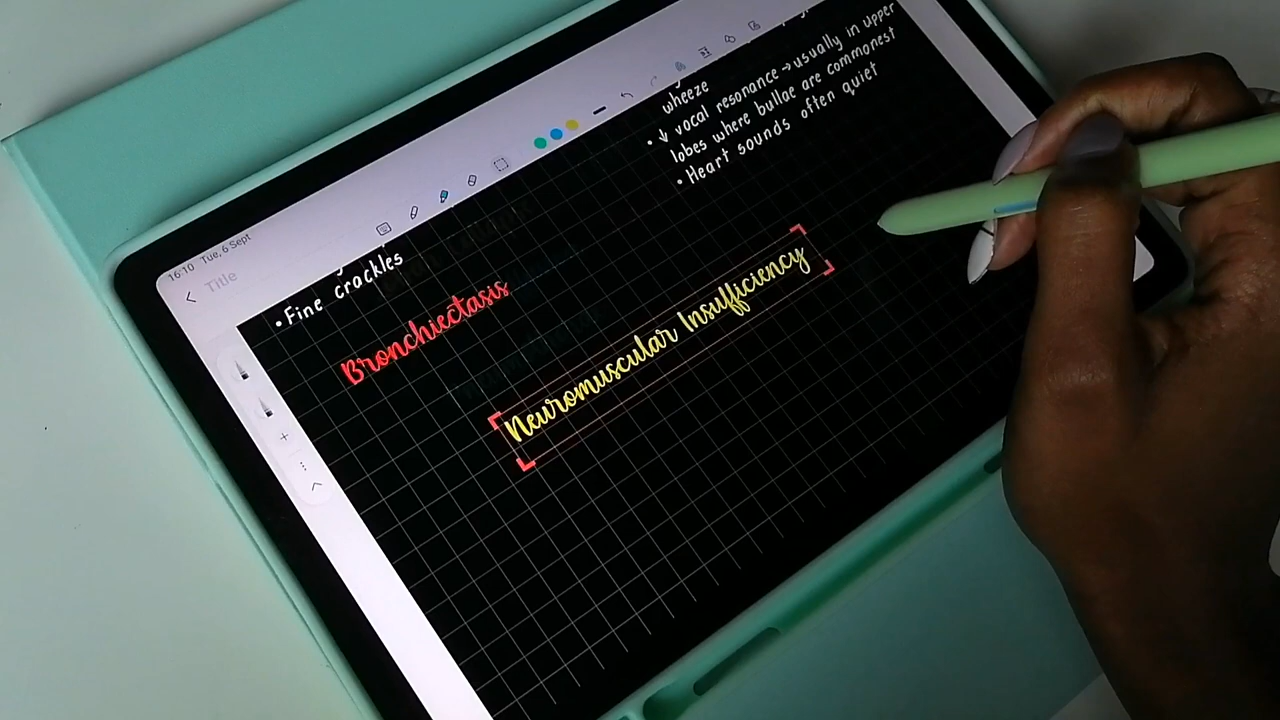 16:10 Tue, 6 Sept
Title
wheeze
• ↓ vocal resonance → usually in upper
lobes where bullae are commonest
• Heart sounds often quiet
• Fine crackles
Bronchiectasis
Neuromuscular Insufficiency